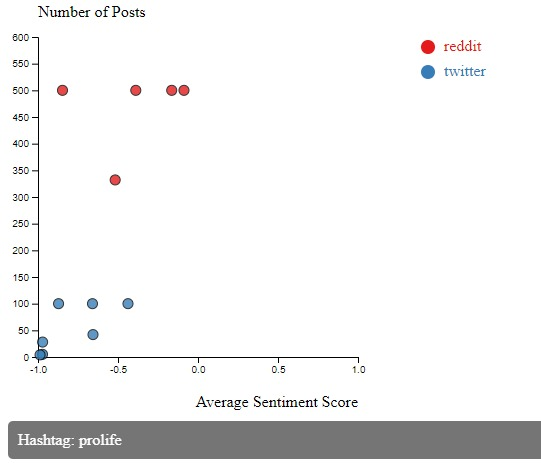 Number of Posts
600
550
500
450
400
350
300
250
200
150
100
50
0
-1.0 -0.5 0.0 0.5 1.0
Average Sentiment Score
reddit
twitter
Hashtag: prolife